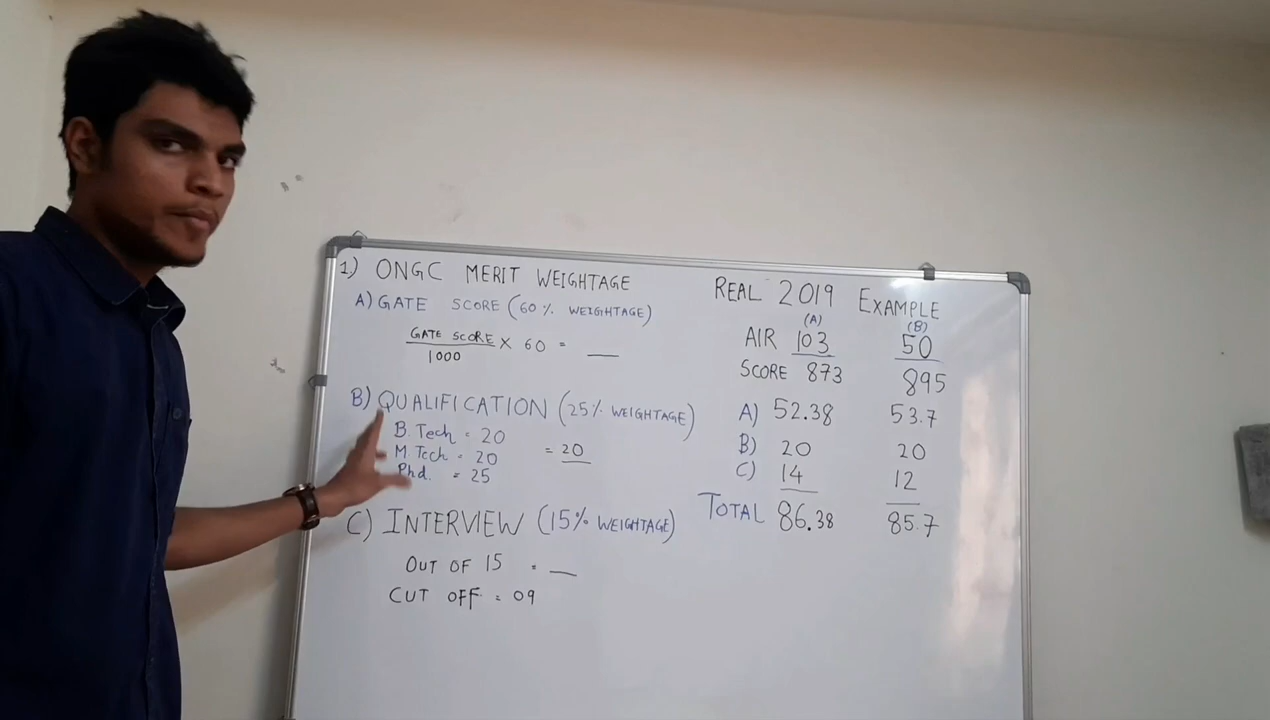 1) ONGC MERIT WEIGHTAGE
A) GATE SCORE (60% WEIGHTAGE)
GATE SCORE / 1000 × 60 = __
B) QUALIFICATION (25% WEIGHTAGE)
B. Tech = 20
M. Tech = 20 = 20
Phd. = 25
C) INTERVIEW (15% WEIGHTAGE)
OUT OF 15 = __
CUT OFF = 09
REAL 2019 EXAMPLE
(A) (B)
AIR 103 50
SCORE 873 895
A) 52.38 53.7
B) 20 20
C) 14 12
TOTAL 86.38 85.7